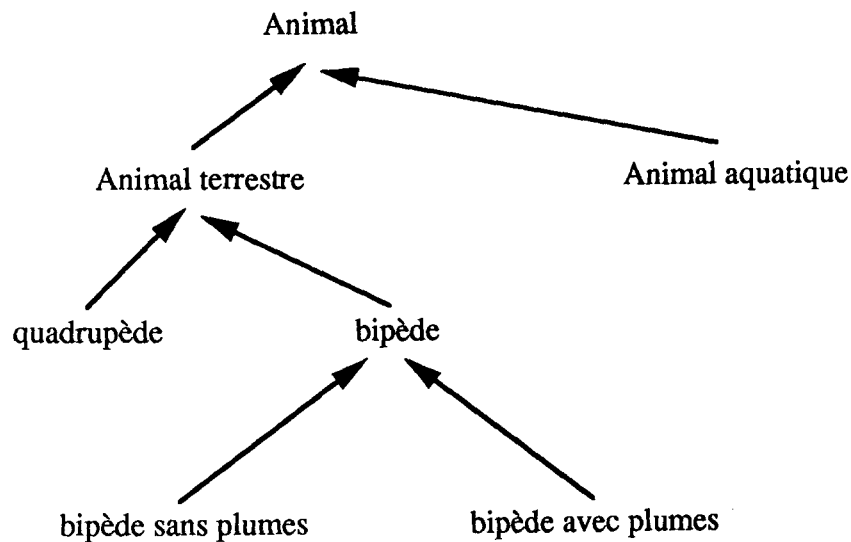 Animal
Animal terrestre
Animal aquatique
quadrupède
bipède
bipède sans plumes
bipède avec plumes